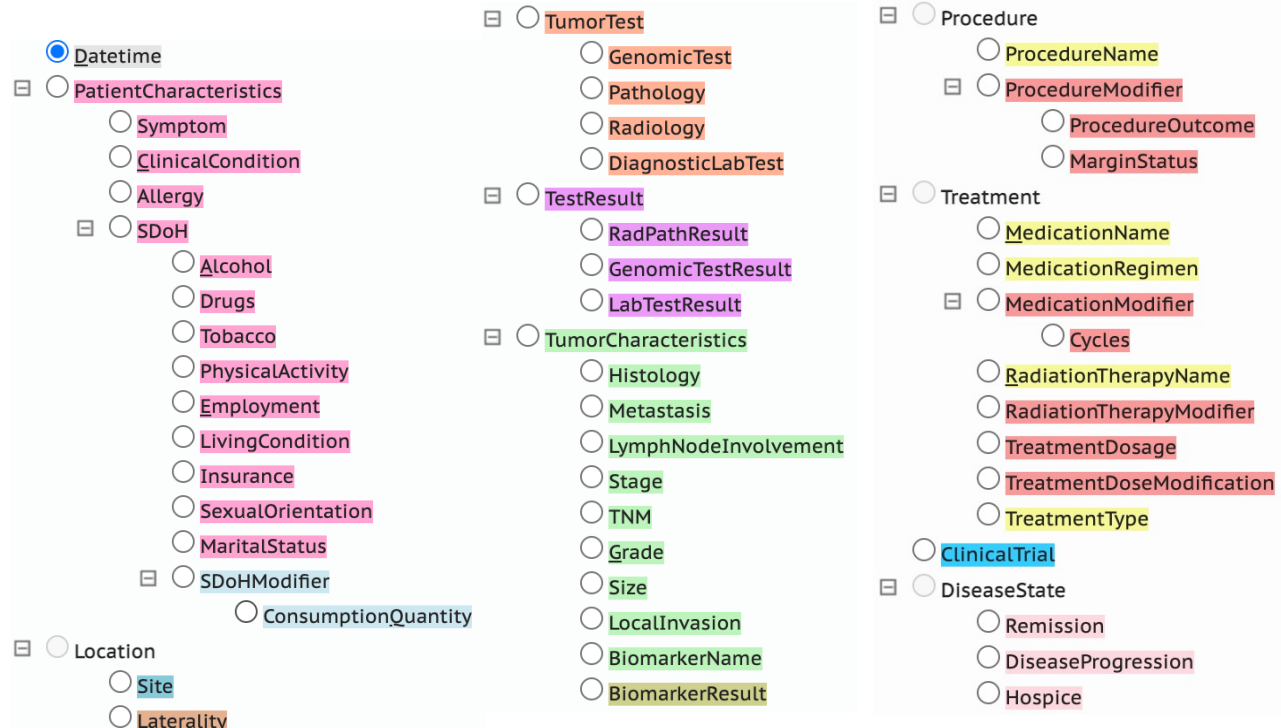 Datetime
PatientCharacteristics
Symptom
ClinicalCondition
Allergy
SDoH
Alcohol
Drugs
Tobacco
PhysicalActivity
Employment
LivingCondition
Insurance
SexualOrientation
MaritalStatus
SDoHModifier
ConsumptionQuantity
Location
Site
Laterality
TumorTest
GenomicTest
Pathology
Radiology
DiagnosticLabTest
TestResult
RadPathResult
GenomicTestResult
LabTestResult
TumorCharacteristics
Histology
Metastasis
LymphNodeInvolvement
Stage
TNM
Grade
Size
LocalInvasion
BiomarkerName
BiomarkerResult
Procedure
ProcedureName
ProcedureModifier
ProcedureOutcome
MarginStatus
Treatment
MedicationName
MedicationRegimen
MedicationModifier
Cycles
RadiationTherapyName
RadiationTherapyModifier
TreatmentDosage
TreatmentDoseModification
TreatmentType
ClinicalTrial
DiseaseState
Remission
DiseaseProgression
Hospice